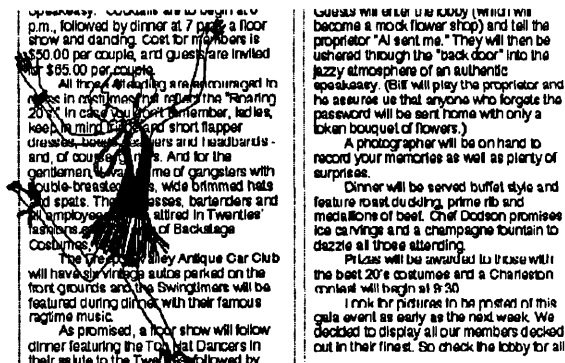 speakeasy. Cocktails are to begin at 6
p.m., followed by dinner at 7 p.m., a floor
show and dancing. Cost for members is
$50.00 per couple, and guests are invited
for $65.00 per couple.
All those attending are encouraged to
dress in costumes that reflect the "Roaring
20's". In case you don't remember, ladies,
keep in mind and short flapper
dresses, beads, feathers and headbands -
and, of course, garters. And for the
gentlemen, it was a time of gangsters with
double-breasted suits, wide brimmed hats
and spats. The hostesses, bartenders and
all employees attired in Twenties'
fashions, of Backstage
Costumes.
The Valley Antique Car Club
will have six vintage autos parked on the
front grounds and the Swingtimers will be
featured during dinner with their famous
ragtime music.
As promised, a floor show will follow
dinner featuring the Top Hat Dancers in
their salute to the Twenties followed by
Guests will enter the lobby (which will
become a mock flower shop) and tell the
proprietor "Al sent me." They will then be
ushered through the "back door" into the
jazzy atmosphere of an authentic
speakeasy. (Biff will play the proprietor and
he assures us that anyone who forgets the
password will be sent home with only a
token bouquet of flowers.)
A photographer will be on hand to
record your memories as well as plenty of
surprises.
Dinner will be served buffet style and
feature roast duckling, prime rib and
medallions of beef. Chef Dodson promises
ice carvings and a champagne fountain to
dazzle all those attending.
Prizes will be awarded to those with
the best 20's costumes and a Charleston
contest will begin at 9:30.
Look for pictures to be posted of this
gala event as early as the next week. We
decided to display all our members decked
out in their finest. So check the lobby for all